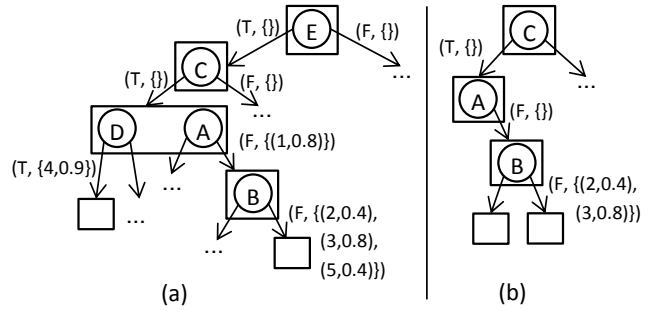 (T, {}) E (F, {})
C
(T, {}) (F, {})
...
...
D A
(F, {(1,0.8)})
(T, {4,0.9})
...
...
B
(F, {(2,0.4),
(3,0.8),
(5,0.4)})
...
(a)
C
(T, {})
...
A
(F, {})
B
(F, {(2,0.4),
(3,0.8)})
(b)